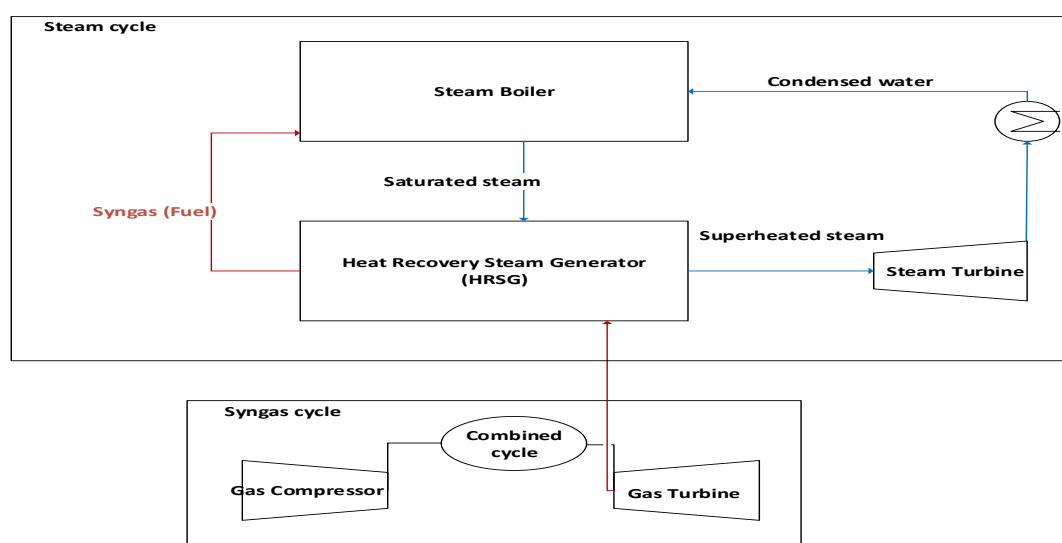 Steam cycle
Steam Boiler
Condensed water
Saturated steam
Syngas (Fuel)
Superheated steam
Heat Recovery Steam Generator
(HRSG)
Steam Turbine
Syngas cycle
Combined
cycle
Gas Compressor
Gas Turbine